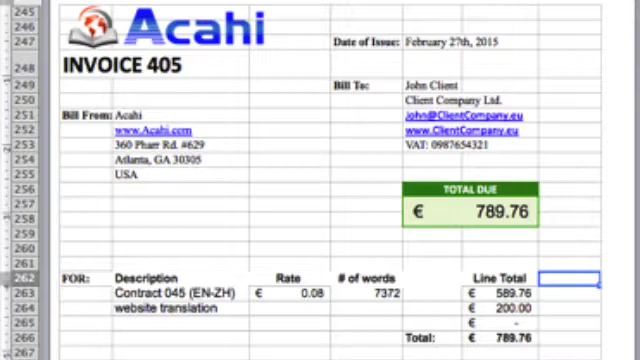 245
246
Acahi
247 Date of Issue: February 27th, 2015
248 INVOICE 405
249 Bill To: John Client
250 Client Company Ltd.
251 Bill From: Acahi John@ClientCompany.eu
252 www.Acahi.com www.ClientCompany.eu
253 360 Pharr Rd. #629 VAT: 0987654321
254 Atlanta, GA 30305
255 USA
256 TOTAL DUE
257
258 € 789.76
259
260
261
262 FOR: Description Rate # of words Line Total
263 Contract 045 (EN-ZH) € 0.08 7372 € 589.76
264 website translation € 200.00
265 € -
266 Total: € 789.76
267